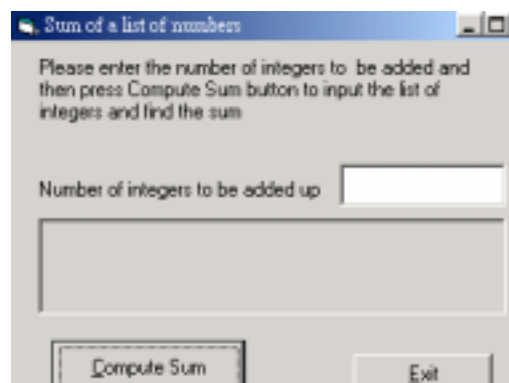 Sum of a list of numbers
Please enter the number of integers to be added and
then press Compute Sum button to input the list of
integers and find the sum
Number of integers to be added up
Compute Sum
Exit